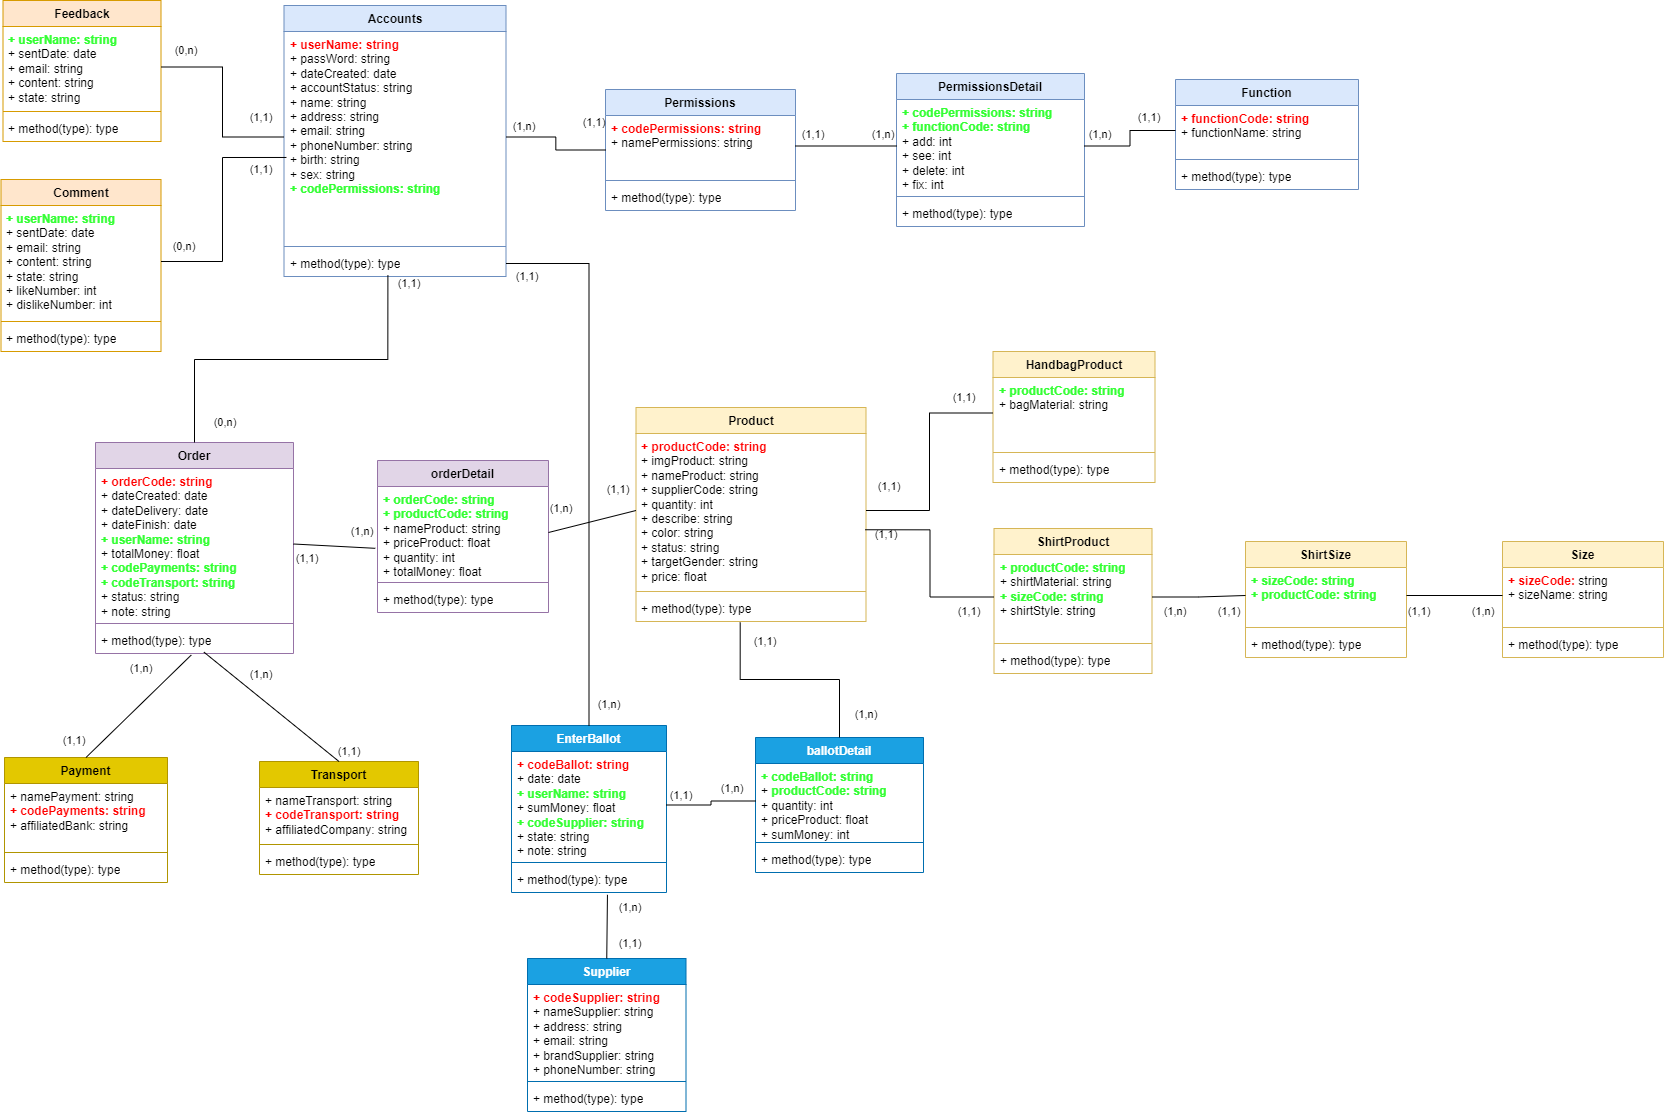 Feedback
+ userName: string
+ sentDate: date
+ email: string
+ content: string
+ state: string
+ method(type): type
(0,n)
(1,1)
Comment
+ userName: string
+ sentDate: date
+ email: string
+ content: string
+ state: string
+ likeNumber: int
+ dislikeNumber: int
+ method(type): type
(0,n)
(1,1)
Accounts
+ userName: string
+ passWord: string
+ dateCreated: date
+ accountStatus: string
+ name: string
+ address: string
+ email: string
+ phoneNumber: string
+ birth: string
+ sex: string
+ codePermissions: string
+ method(type): type
(1,n)
(1,1)
Permissions
+ codePermissions: string
+ namePermissions: string
+ method(type): type
(1,1)
(1,n)
PermissionsDetail
+ codePermissions: string
+ functionCode: string
+ add: int
+ see: int
+ delete: int
+ fix: int
+ method(type): type
(1,n)
(1,1)
Function
+ functionCode: string
+ functionName: string
+ method(type): type
(1,1)
(1,1)
(0,n)
Order
+ orderCode: string
+ dateCreated: date
+ dateDelivery: date
+ dateFinish: date
+ userName: string
+ totalMoney: float
+ codePayments: string
+ codeTransport: string
+ status: string
+ note: string
+ method(type): type
(1,1)
(1,n)
orderDetail
+ orderCode: string
+ productCode: string
+ nameProduct: string
+ priceProduct: float
+ quantity: int
+ totalMoney: float
+ method(type): type
(1,n)
(1,1)
Product
+ productCode: string
+ imgProduct: string
+ nameProduct: string
+ supplierCode: string
+ quantity: int
+ describe: string
+ color: string
+ status: string
+ targetGender: string
+ price: float
+ method(type): type
(1,1)
(1,1)
HandbagProduct
+ productCode: string
+ bagMaterial: string
+ method(type): type
(1,1)
(1,1)
ShirtProduct
+ productCode: string
+ shirtMaterial: string
+ sizeCode: string
+ shirtStyle: string
+ method(type): type
(1,n)
(1,1)
ShirtSize
+ sizeCode: string
+ productCode: string
+ method(type): type
(1,1)
(1,n)
Size
+ sizeCode: string
+ sizeName: string
+ method(type): type
(1,n)
(1,n)
(1,1)
(1,1)
Payment
+ namePayment: string
+ codePayments: string
+ affiliatedBank: string
+ method(type): type
Transport
+ nameTransport: string
+ codeTransport: string
+ affiliatedCompany: string
+ method(type): type
(1,1)
(1,n)
(1,n)
EnterBallot
+ codeBallot: string
+ date: date
+ userName: string
+ sumMoney: float
+ codeSupplier: string
+ state: string
+ note: string
+ method(type): type
(1,1)
(1,n)
ballotDetail
+ codeBallot: string
+ productCode: string
+ quantity: int
+ priceProduct: float
+ sumMoney: int
+ method(type): type
(1,n)
(1,1)
Supplier
+ codeSupplier: string
+ nameSupplier: string
+ address: string
+ email: string
+ brandSupplier: string
+ phoneNumber: string
+ method(type): type